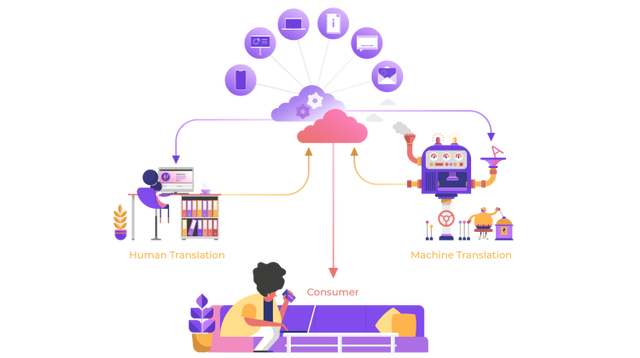 Human Translation
Machine Translation
Consumer